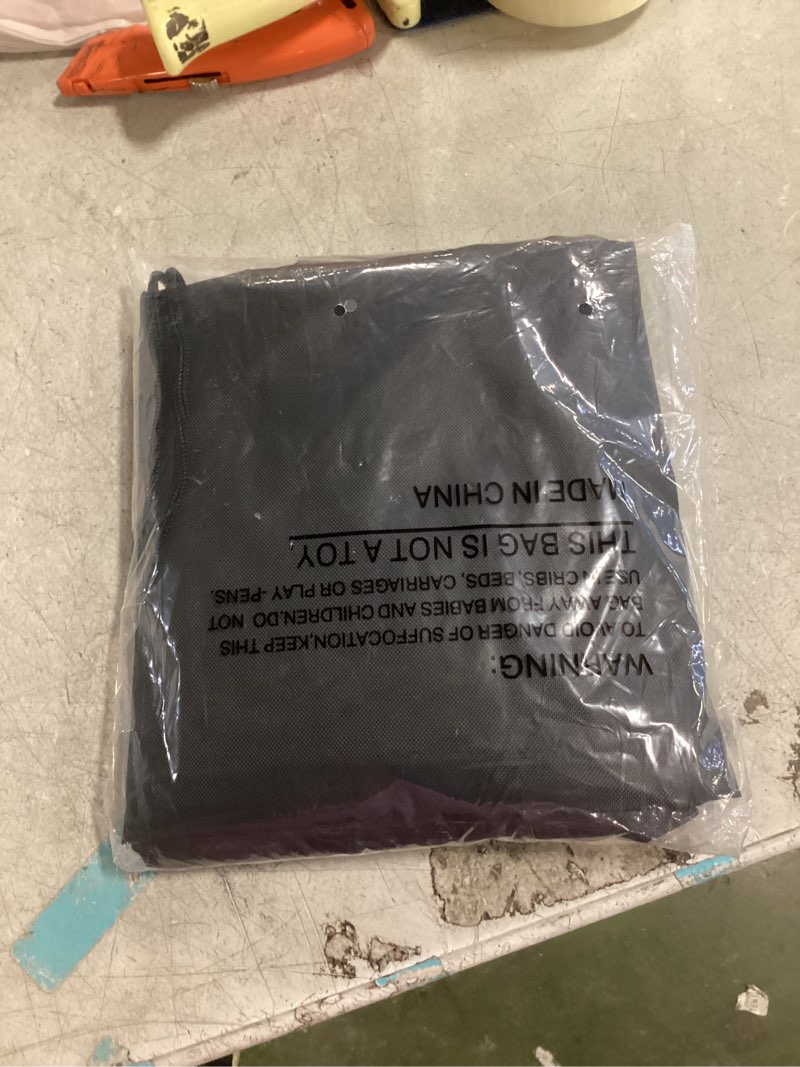 WARNING:
TO AVOID DANGER OF SUFFOCATION.KEEP THIS
BAG AWAY FROM BABIES AND CHILDREN.DO NOT
USE IN CRIBS, BEDS, CARRIAGES OR PLAY -PENS.
THIS BAG IS NOT A TOY.
MADE IN CHINA